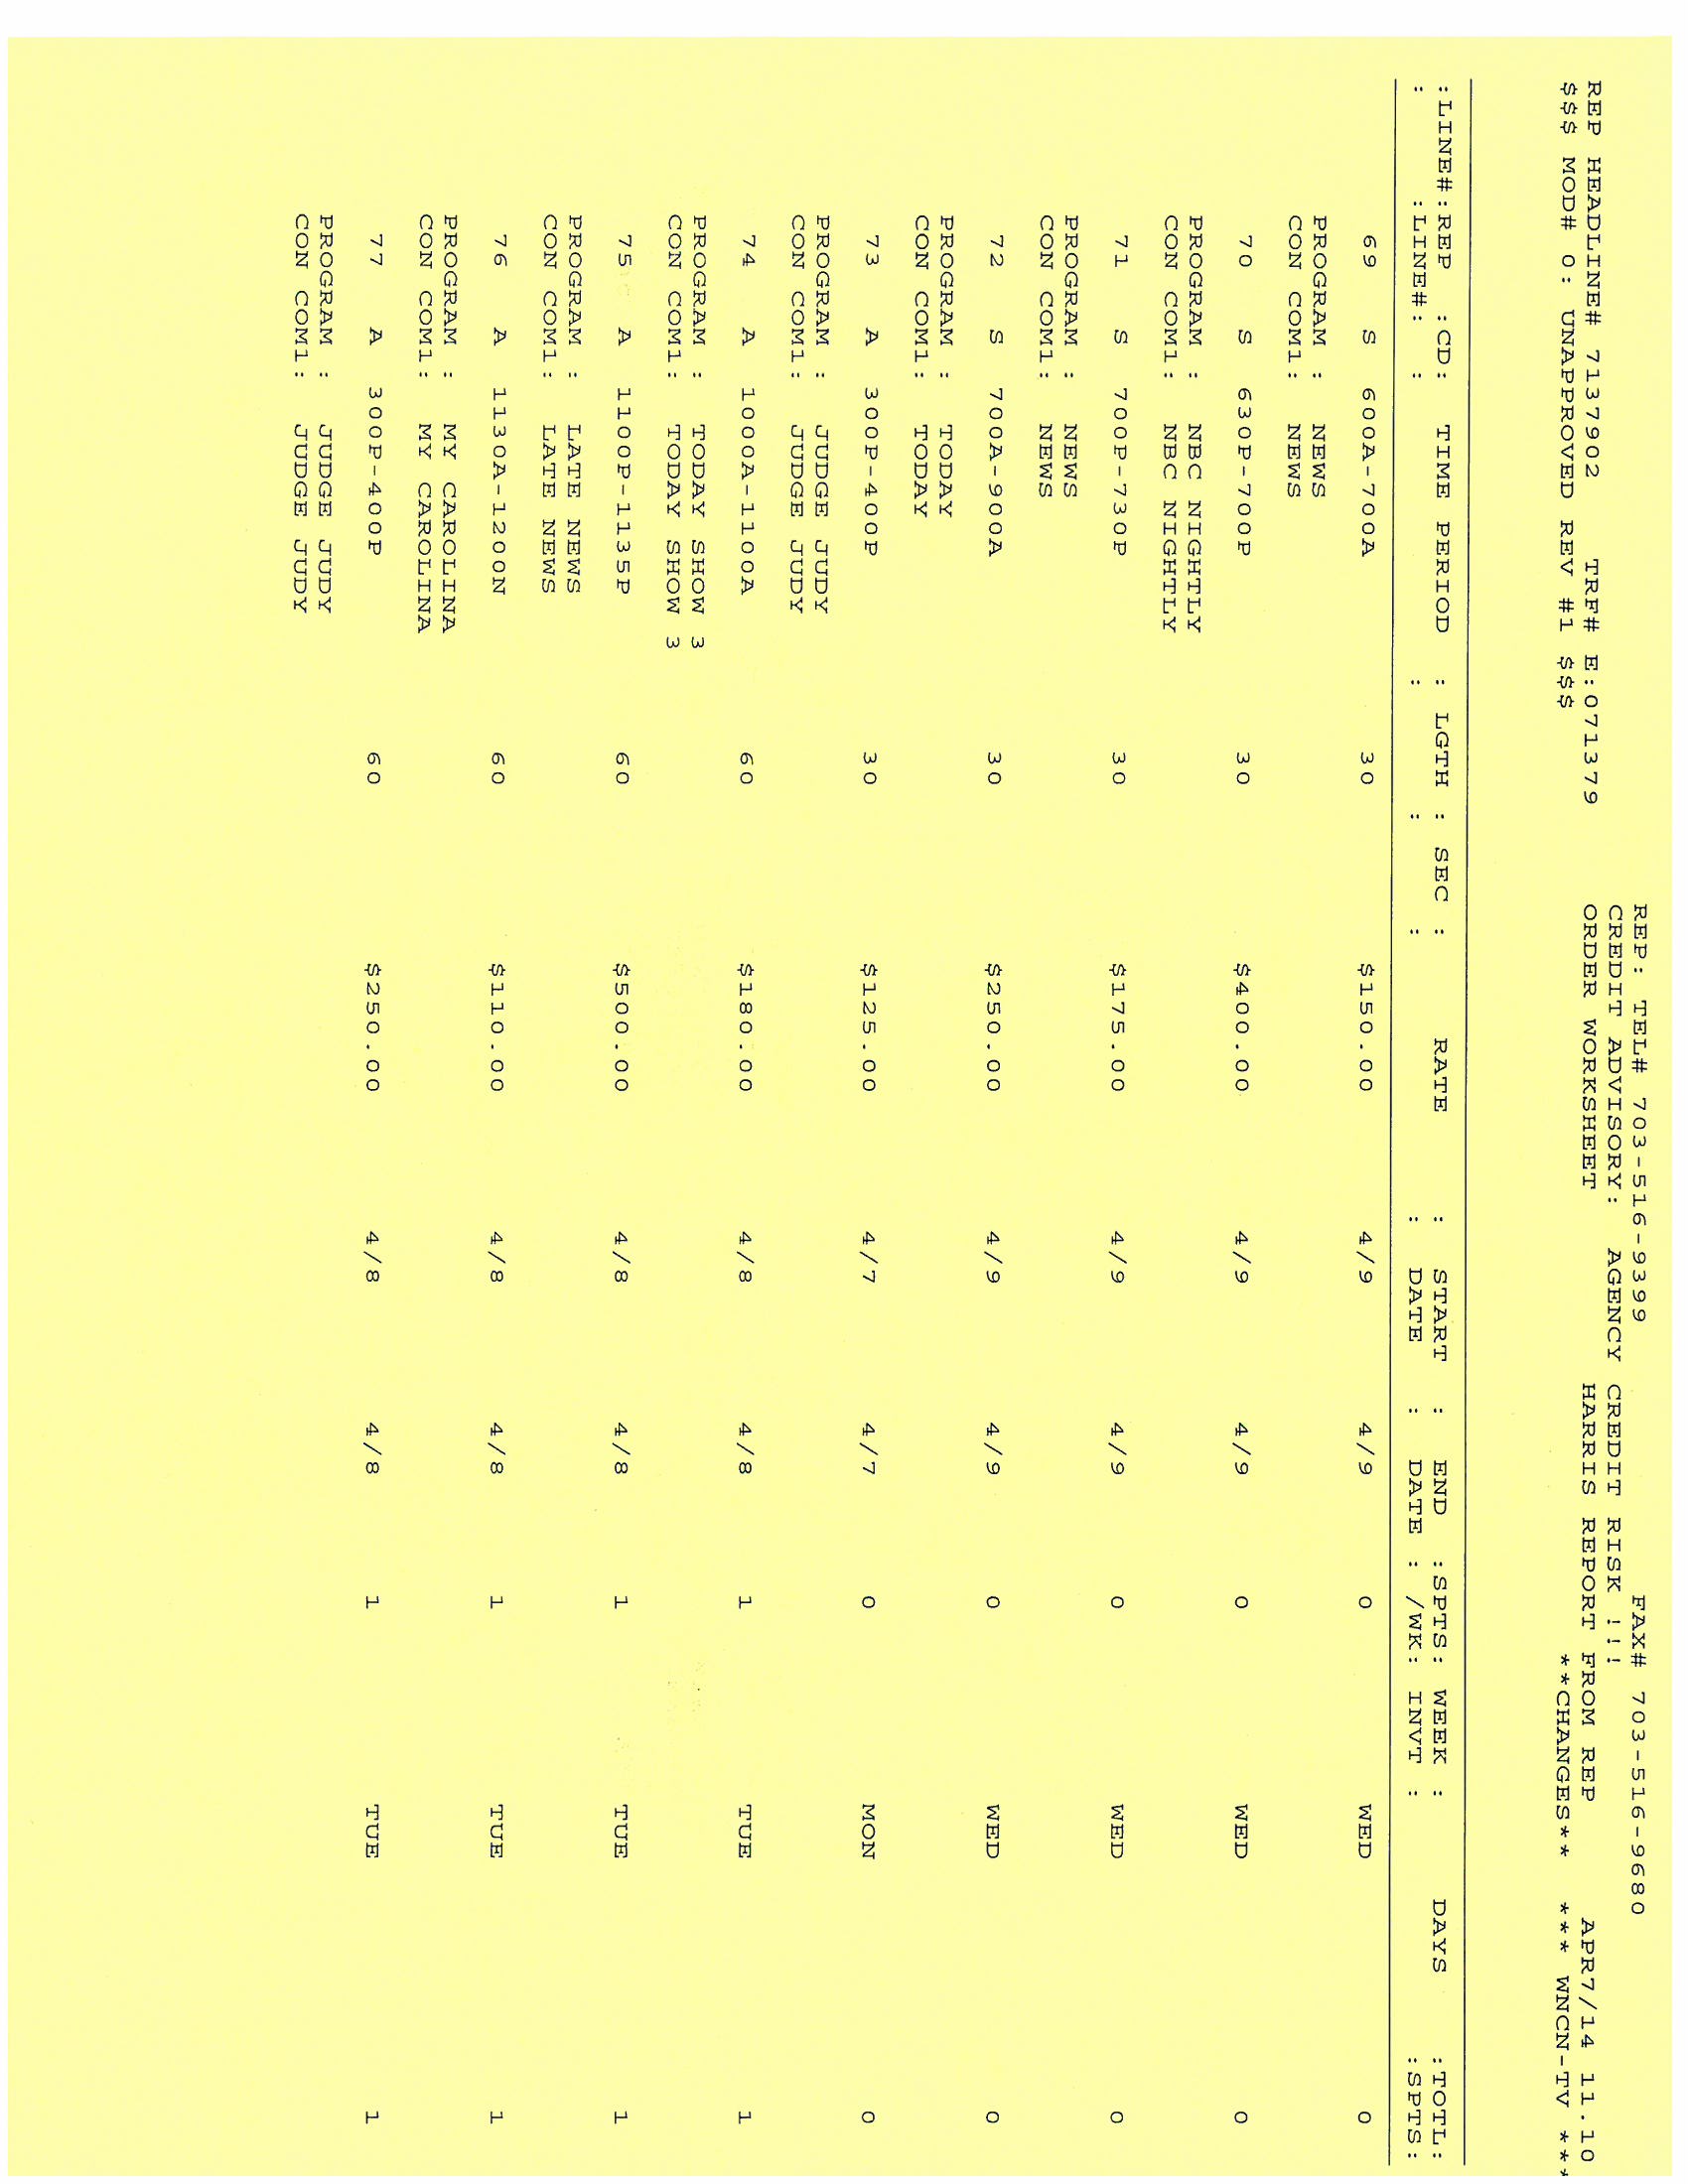 REP: TEL# 703-516-9399 FAX# 703-516-9680
CREDIT ADVISORY: AGENCY CREDIT RISK !!!
REP HEADLINE# 7137902 TRF# E:071379 ORDER WORKSHEET HARRIS REPORT FROM REP APR7/14 11.10
$$$ MOD# 0: UNAPPROVED REV #1 $$$ **CHANGES** *** WNCN-TV ***
:LINE#:REP :CD: TIME PERIOD : LGTH : SEC : RATE : START : END :SPTS: WEEK : DAYS :TOTL:
: :LINE#: : : : : : DATE : DATE : /WK: INVT : :SPTS:
69 S 600A-700A 30 $150.00 4/9 4/9 0 WED 0
PROGRAM : NEWS
CON COM1: NEWS
70 S 630P-700P 30 $400.00 4/9 4/9 0 WED 0
PROGRAM : NBC NIGHTLY
CON COM1: NBC NIGHTLY
71 S 700P-730P 30 $175.00 4/9 4/9 0 WED 0
PROGRAM : NEWS
CON COM1: NEWS
72 S 700A-900A 30 $250.00 4/9 4/9 0 WED 0
PROGRAM : TODAY
CON COM1: TODAY
73 A 300P-400P 30 $125.00 4/7 4/7 0 MON 0
PROGRAM : JUDGE JUDY
CON COM1: JUDGE JUDY
74 A 1000A-1100A 60 $180.00 4/8 4/8 1 TUE 1
PROGRAM : TODAY SHOW 3
CON COM1: TODAY SHOW 3
75 A 1100P-1135P 60 $500.00 4/8 4/8 1 TUE 1
PROGRAM : LATE NEWS
CON COM1: LATE NEWS
76 A 1130A-1200N 60 $110.00 4/8 4/8 1 TUE 1
PROGRAM : MY CAROLINA
CON COM1: MY CAROLINA
77 A 300P-400P 60 $250.00 4/8 4/8 1 TUE 1
PROGRAM : JUDGE JUDY
CON COM1: JUDGE JUDY